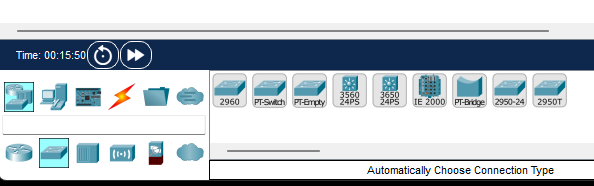 Time: 00:15:50
2960
PT-Switch
PT-Empty
3560
24PS
3650
24PS
IE 2000
PT-Bridge
2950-24
2950T
Automatically Choose Connection Type